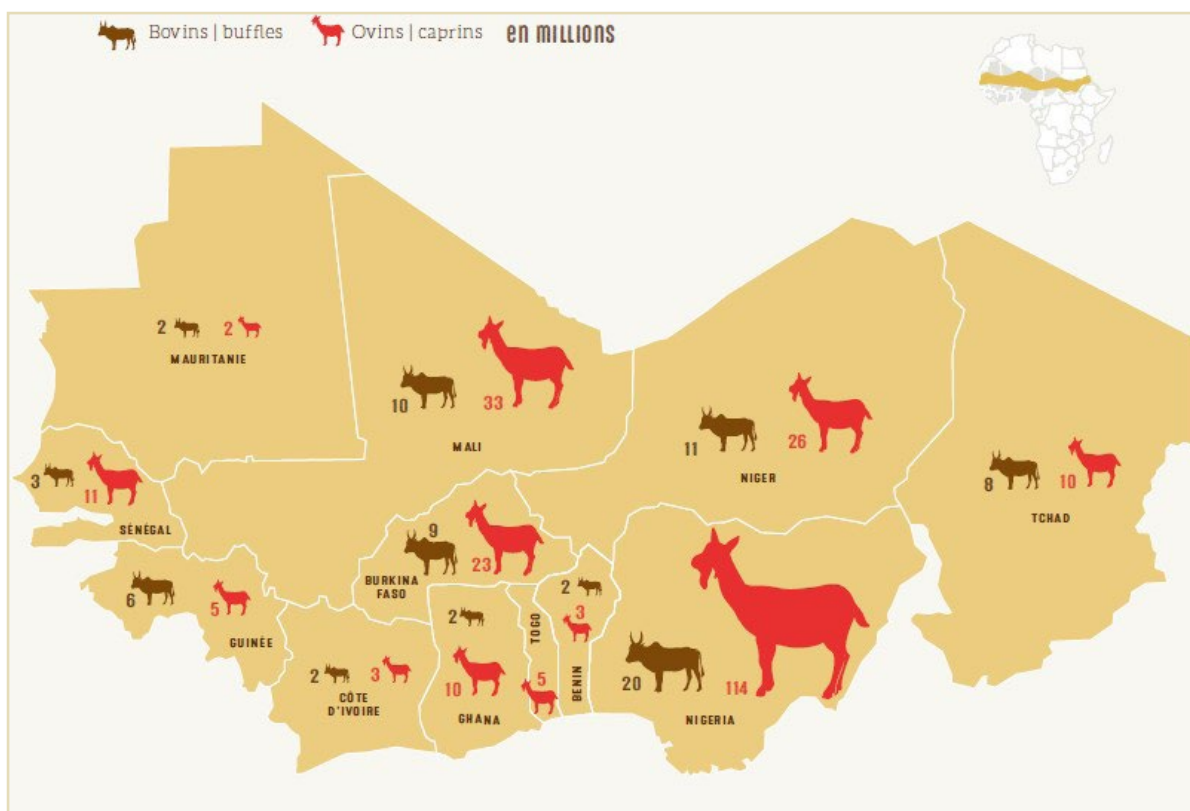 Bovins | buffles Ovins | caprins en millions
2 2
MAURITANIE
10 33
MALI
11 26
NIGER
8 10
TCHAD
3 11
SÉNÉGAL
9 23
BURKINA
FASO
6 5
GUINÉE
2 3
CÔTE
D'IVOIRE
2
10
GHANA
TOGO
5
2
3
BENIN
20 114
NIGERIA